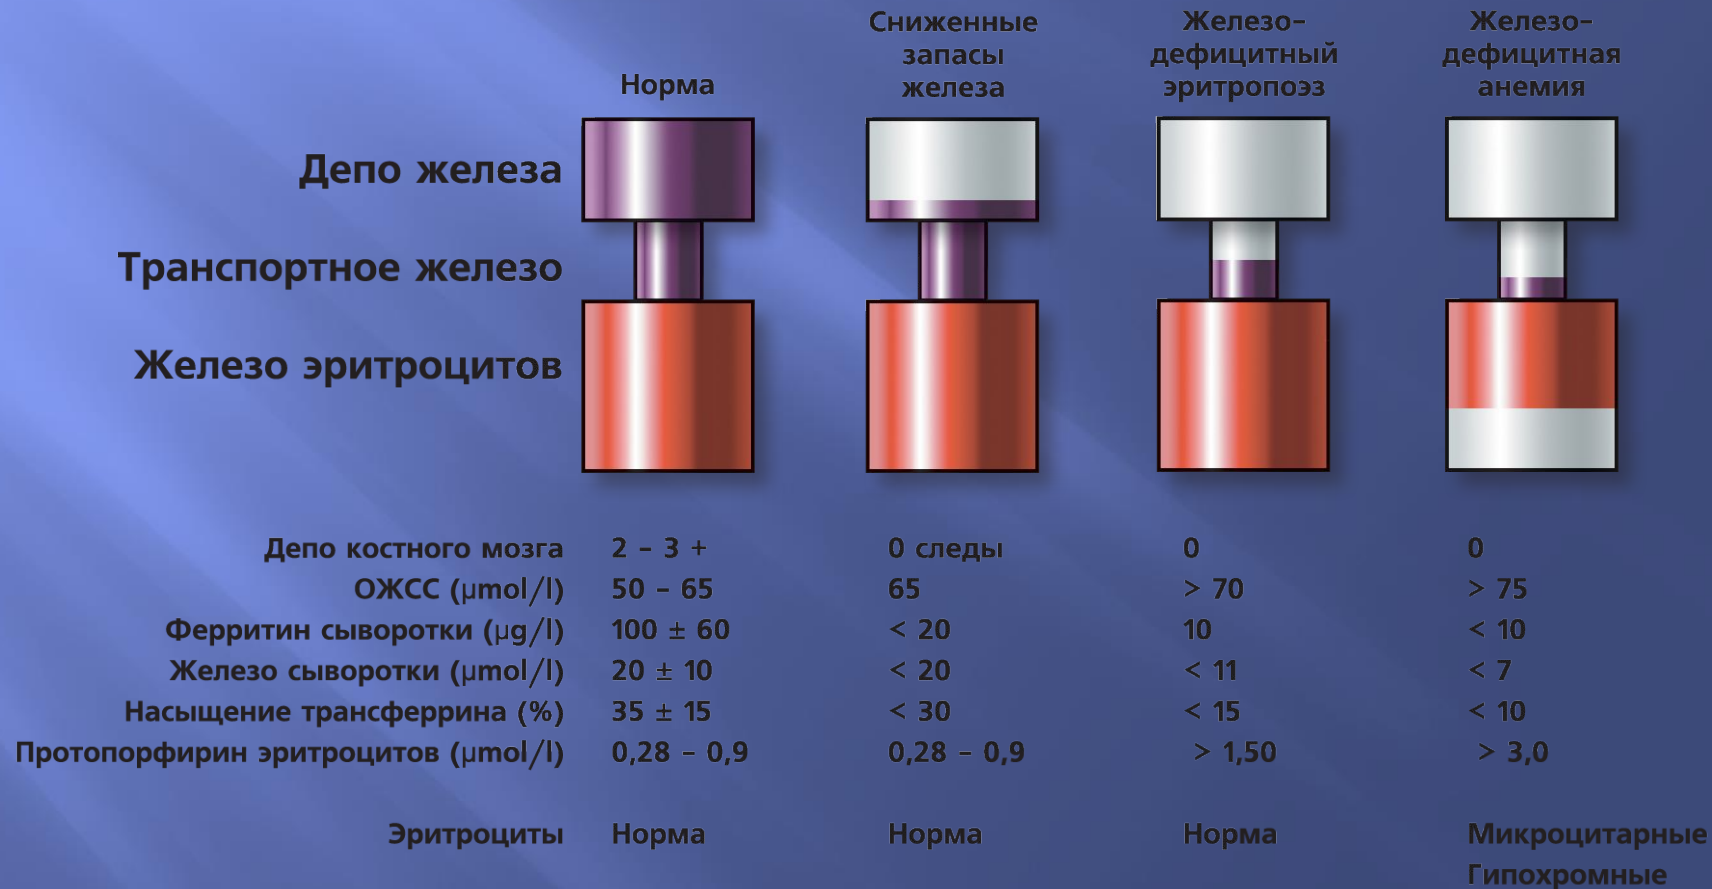 Норма
Сниженные
запасы
железа
Железо-
дефицитный
эритропоэз
Железо-
дефицитная
анемия
Депо железа
Транспортное железо
Железо эритроцитов
Депо костного мозга 2 – 3 + 0 следы 0 0
ОЖСС (µmol/l) 50 – 65 65 > 70 > 75
Ферритин сыворотки (µg/l) 100 ± 60 < 20 10 < 10
Железо сыворотки (µmol/l) 20 ± 10 < 20 < 11 < 7
Насыщение трансферрина (%) 35 ± 15 < 30 < 15 < 10
Протопорфирин эритроцитов (µmol/l) 0,28 – 0,9 0,28 – 0,9 > 1,50 > 3,0
Эритроциты Норма Норма Норма Микроцитарные
Гипохромные